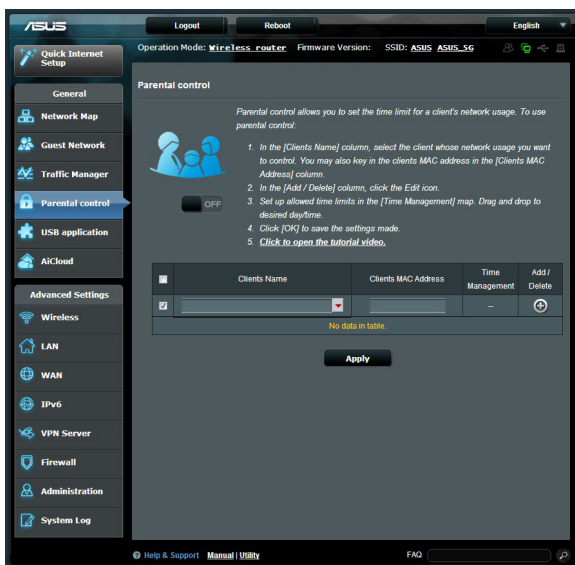 ASUS
Logout
Reboot
English
Operation Mode: Wireless router Firmware Version: SSID: ASUS ASUS_5G
Quick Internet
Setup
General
Network Map
Guest Network
Traffic Manager
Parental control
USB application
AiCloud
Advanced Settings
Wireless
LAN
WAN
IPv6
VPN Server
Firewall
Administration
System Log
Parental control
Parental control allows you to set the time limit for a client's network usage. To use
parental control:
1. In the [Clients Name] column, select the client whose network usage you want
to control. You may also key in the clients MAC address in the [Clients MAC
Address] column.
2. In the [Add / Delete] column, click the Edit icon.
3. Set up allowed time limits in the [Time Management] map. Drag and drop to
desired day/time.
4. Click [OK] to save the settings made.
5. Click to open the tutorial video.
OFF
Clients Name
Clients MAC Address
Time
Management
Add /
Delete
–
No data in table.
Apply
Help & Support Manual | Utility
FAQ